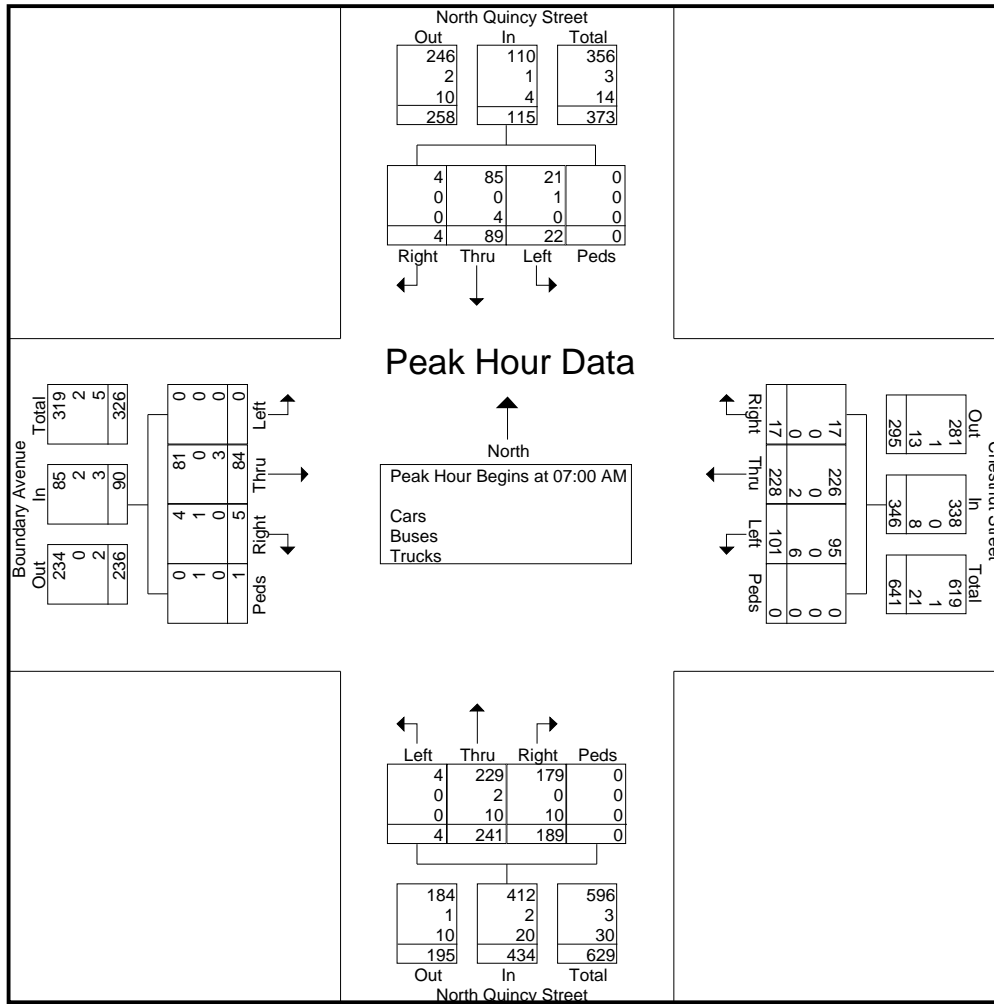 North Quincy Street
Out In Total
246 110 356
2 1 3
10 4 14
258 115 373
4 85 21 0
0 0 1 0
0 4 0 0
4 89 22 0
Right Thru Left Peds
Peak Hour Data
North
Peak Hour Begins at 07:00 AM
Cars
Buses
Trucks
Boundary Avenue
Out In Total
234 85 319
0 2 2
2 3 5
236 90 326
0 4 81 0
1 1 0 0
0 0 3 0
1 5 84 0
Peds Right Thru Left
Chestnut Street
Out In Total
281 338 619
1 0 1
13 8 21
295 346 641
17 226 95 0
0 0 0 0
0 2 6 0
17 228 101 0
Right Thru Left Peds
Left Thru Right Peds
4 229 179 0
0 2 0 0
0 10 10 0
4 241 189 0
184 412 596
1 2 3
10 20 30
195 434 629
Out In Total
North Quincy Street